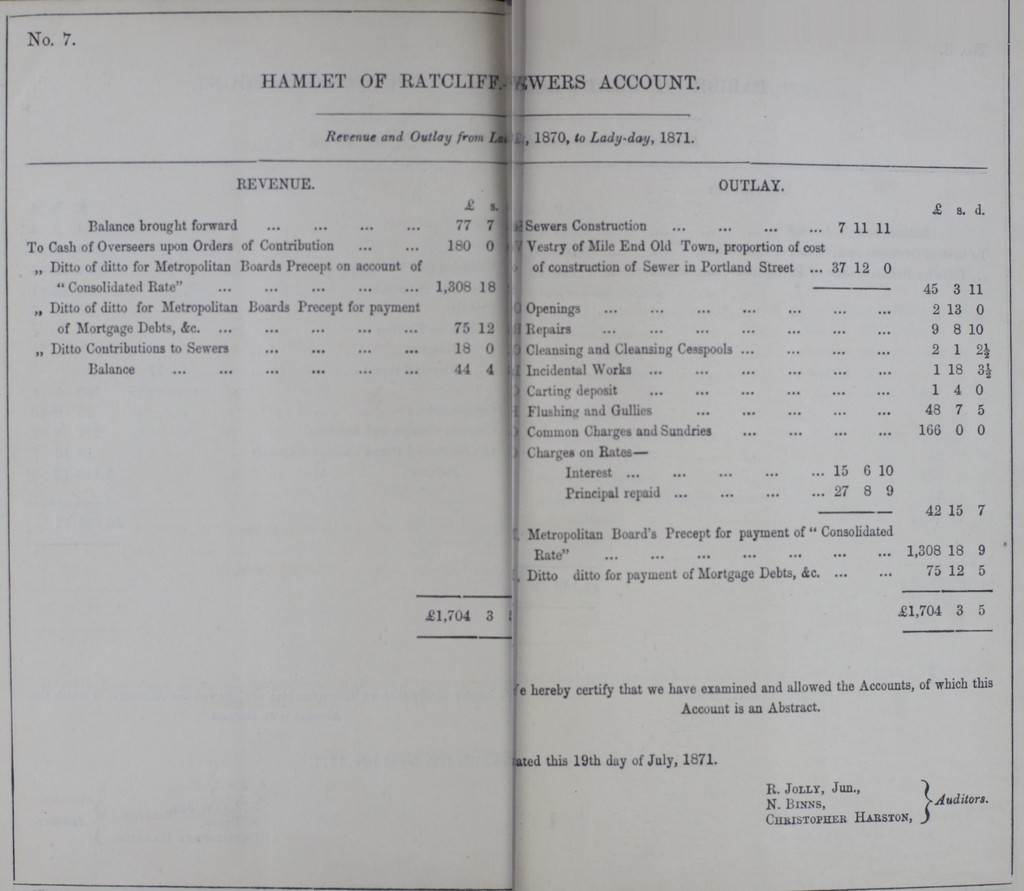 No. 7.
HAMLET OF RATCLIFF. WERS ACCOUNT.
Revenue and Outlay from , 1870, to Lady-day, 1871.
REVENUE.
£ s.
Balance brought forward ... ... ... ... 77 7
To Cash of Overseers upon Orders of Contribution ... ... 180 0
„ Ditto of ditto for Metropolitan Boards Precept on account of
"Consolidated Rate" ... ... ... ... ... 1,308 18
„ Ditto of ditto for Metropolitan Boards Precept for payment
of Mortgage Debts, &c. ... ... ... ... ... 75 12
„ Ditto Contributions to Sewers ... ... ... ... 18 0
Balance ... ... ... ... ... ... 44 4
£1,704 3
OUTLAY.
£ s. d.
Sewers Construction ... ... ... ... 7 11 11
Vestry of Mile End Old Town, proportion of cost
of construction of Sewer in Portland Street ... 37 12 0
45 3 11
Openings ... ... ... ... ... ... ... 2 13 0
Repairs ... ... ... ... ... ... ... 9 8 10
Cleansing and Cleansing Cesspools ... ... ... ... 2 1 2½
Incidental Works ... ... ... ... ... ... 1 18 3½
Carting deposit ... ... ... ... ... ... 1 4 0
Flushing and Gullies ... ... ... ... ... 48 7 5
Common Charges and Sundries ... ... ... ... 166 0 0
Charges on Rates—
Interest ... ... ... ... ... 15 6 10
Principal repaid ... ... ... ... 27 8 9
42 15 7
Metropolitan Board's Precept for payment of "Consolidated
Rate" ... ... ... ... ... ... ... 1,308 18 9
Ditto ditto for payment of Mortgage Debts, &c. ... ... 75 12 5
£1,704 3 5
e hereby certify that we have examined and allowed the Accounts, of which this
Account is an Abstract.
ated this 19th day of July, 1871.
R. JOLLY, Jun.,
N. BINNS,
CHRISTOPHER HARSTON, } Auditors.